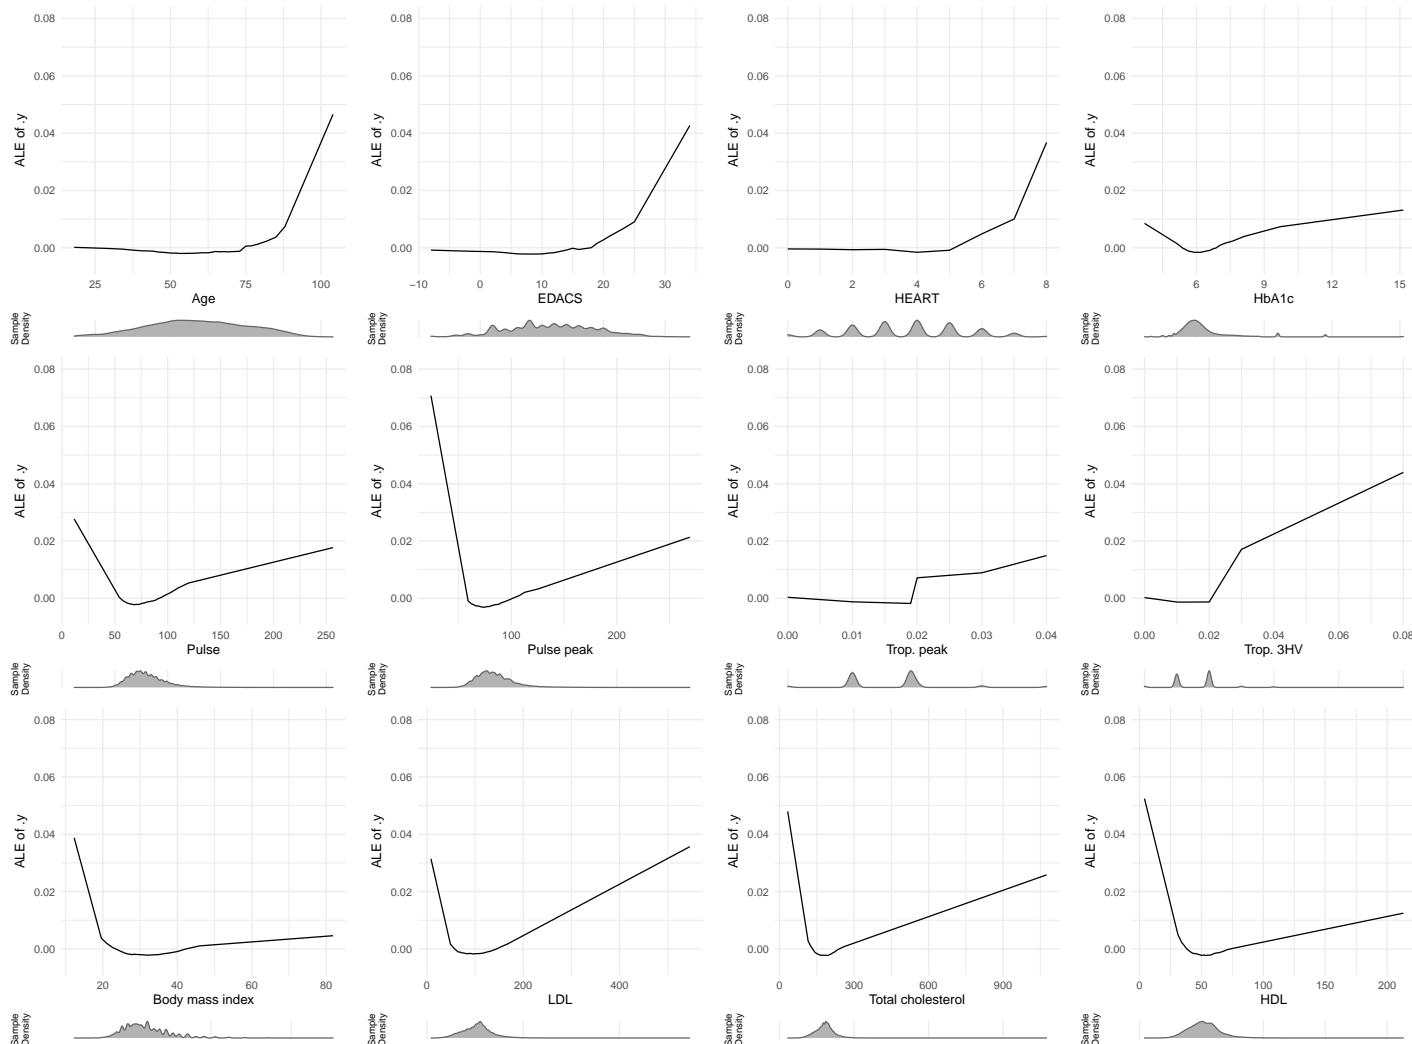 0.08 0.08 0.08 0.08
0.06 0.06 0.06 0.06
ALE of .y ALE of .y ALE of .y ALE of .y
0.04 0.04 0.04 0.04
0.02 0.02 0.02 0.02
0.00 0.00 0.00 0.00
25 50 75 100 −10 0 10 20 30 0 2 4 6 8 6 9 12 15
Age EDACS HEART HbA1c
Sample Density Sample Density Sample Density Sample Density
0.08 0.08 0.08 0.08
0.06 0.06 0.06 0.06
ALE of .y ALE of .y ALE of .y ALE of .y
0.04 0.04 0.04 0.04
0.02 0.02 0.02 0.02
0.00 0.00 0.00 0.00
0 50 100 150 200 250 100 200 0.00 0.01 0.02 0.03 0.04 0.00 0.02 0.04 0.06 0.08
Pulse Pulse peak Trop. peak Trop. 3HV
Sample Density Sample Density Sample Density Sample Density
0.08 0.08 0.08 0.08
0.06 0.06 0.06 0.06
ALE of .y ALE of .y ALE of .y ALE of .y
0.04 0.04 0.04 0.04
0.02 0.02 0.02 0.02
0.00 0.00 0.00 0.00
20 40 60 80 0 200 400 0 300 600 900 0 50 100 150 200
Body mass index LDL Total cholesterol HDL
Sample Density Sample Density Sample Density Sample Density